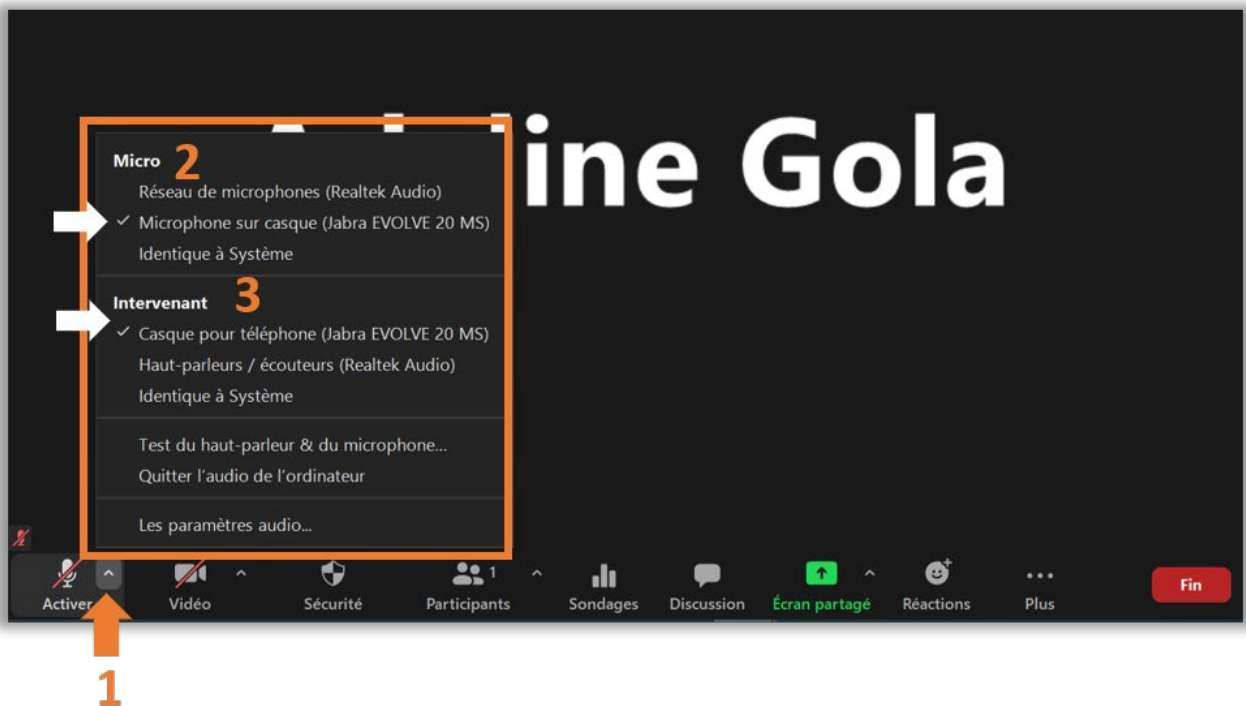 ine Gola
Micro 2
Réseau de microphones (Realtek Audio)
✓ Microphone sur casque (Jabra EVOLVE 20 MS)
Identique à Système
Intervenant 3
✓ Casque pour téléphone (Jabra EVOLVE 20 MS)
Haut-parleurs / écouteurs (Realtek Audio)
Identique à Système
Test du haut-parleur & du microphone...
Quitter l'audio de l'ordinateur
Les paramètres audio...
1
Activer Vidéo Sécurité Participants Sondages Discussion Écran partagé Réactions Plus Fin
1